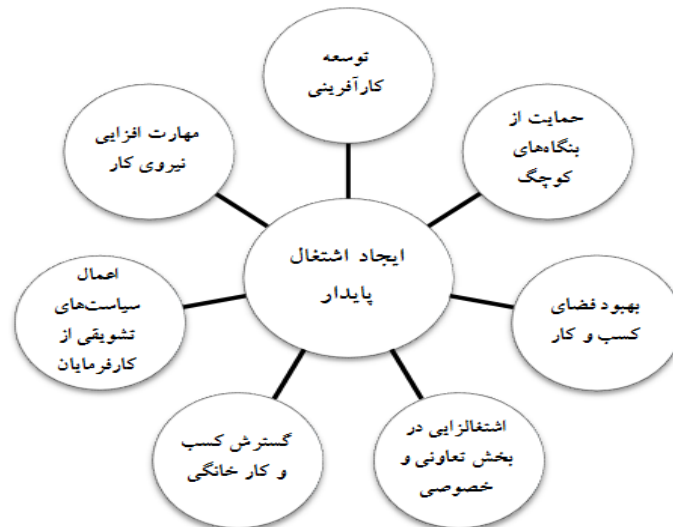 توسعه
کارآفرینی
حمایت از
بنگاه‌های
کوچگ
بهبود فضای
کسب و کار
اشتغالزایی در
بخش تعاونی و
خصوصی
گسترش کسب
و کار خانگی
اعمال
سیاست‌های
تشویقی از
کارفرمایان
مهارت افزایی
نیروی کار
ایجاد اشتغال
پایدار